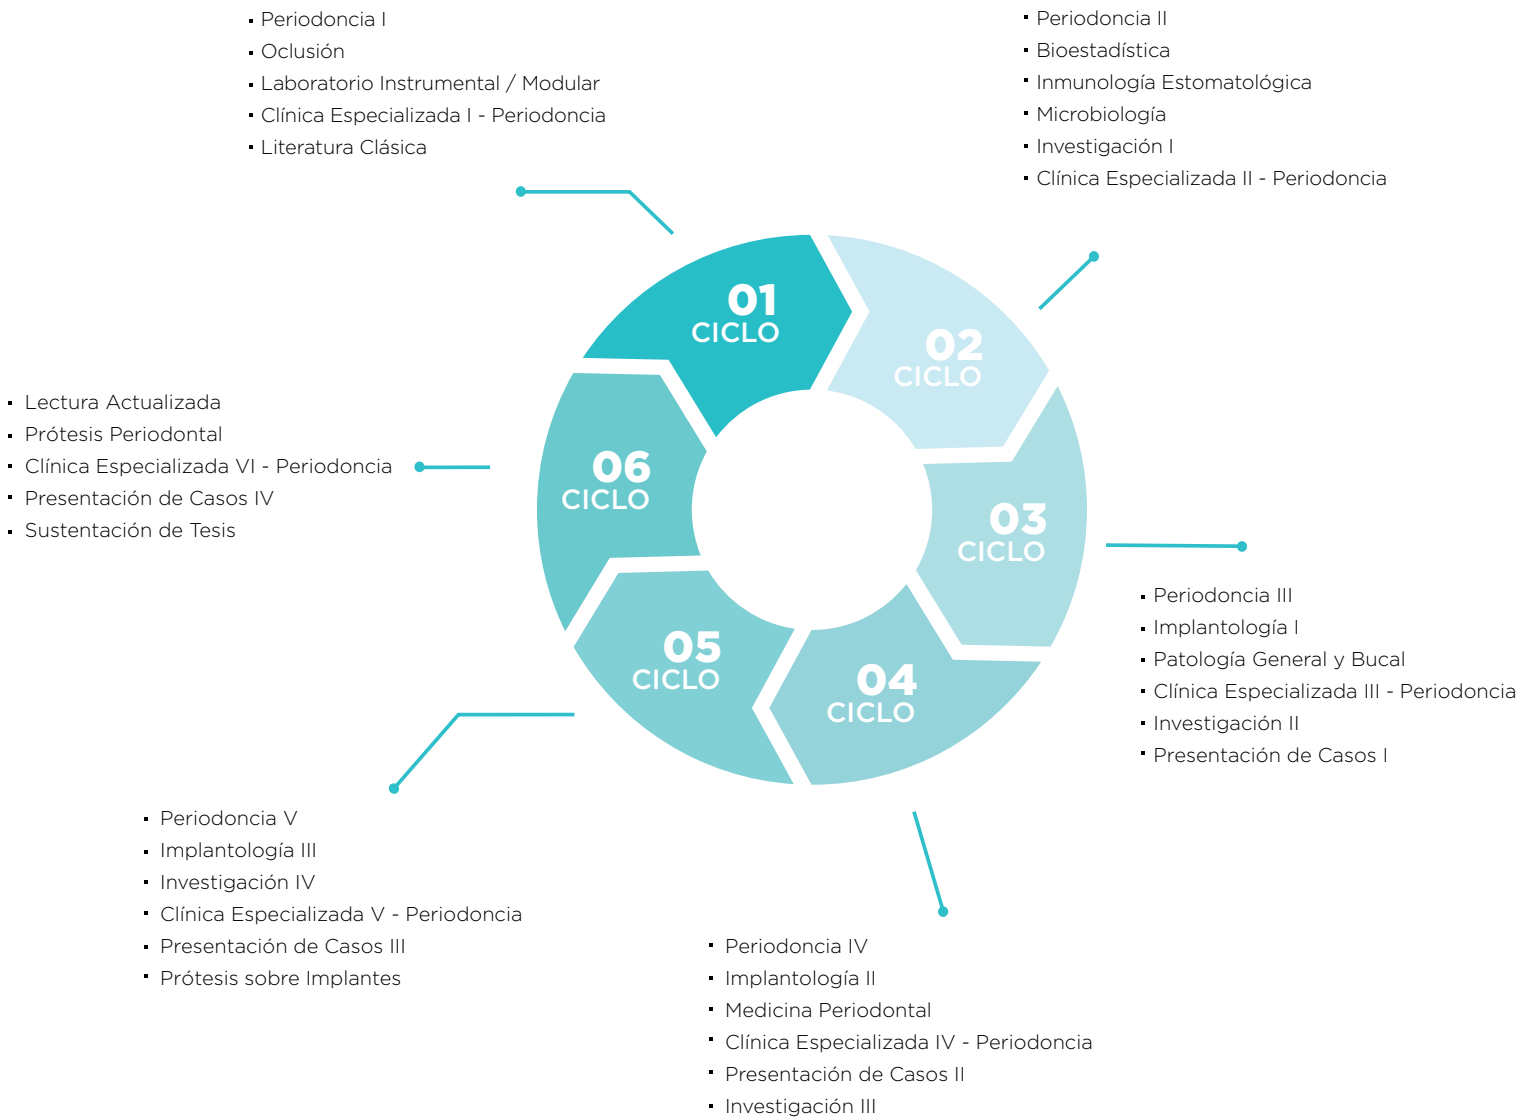 Periodoncia I
Oclusión
Laboratorio Instrumental / Modular
Clínica Especializada I - Periodoncia
Literatura Clásica
Periodoncia II
Bioestadística
Inmunología Estomatológica
Microbiología
Investigación I
Clínica Especializada II - Periodoncia
01
CICLO
02
CICLO
03
CICLO
04
CICLO
05
CICLO
06
CICLO
Periodoncia III
Implantología I
Patología General y Bucal
Clínica Especializada III - Periodoncia
Investigación II
Presentación de Casos I
Periodoncia IV
Implantología II
Medicina Periodontal
Clínica Especializada IV - Periodoncia
Presentación de Casos II
Investigación III
Periodoncia V
Implantología III
Investigación IV
Clínica Especializada V - Periodoncia
Presentación de Casos III
Prótesis sobre Implantes
Lectura Actualizada
Prótesis Periodontal
Clínica Especializada VI - Periodoncia
Presentación de Casos IV
Sustentación de Tesis